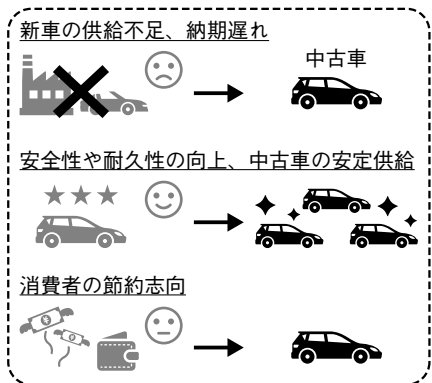 新車の供給不足、納期遅れ
中古車
安全性や耐久性の向上、中古車の安定供給
消費者の節約志向